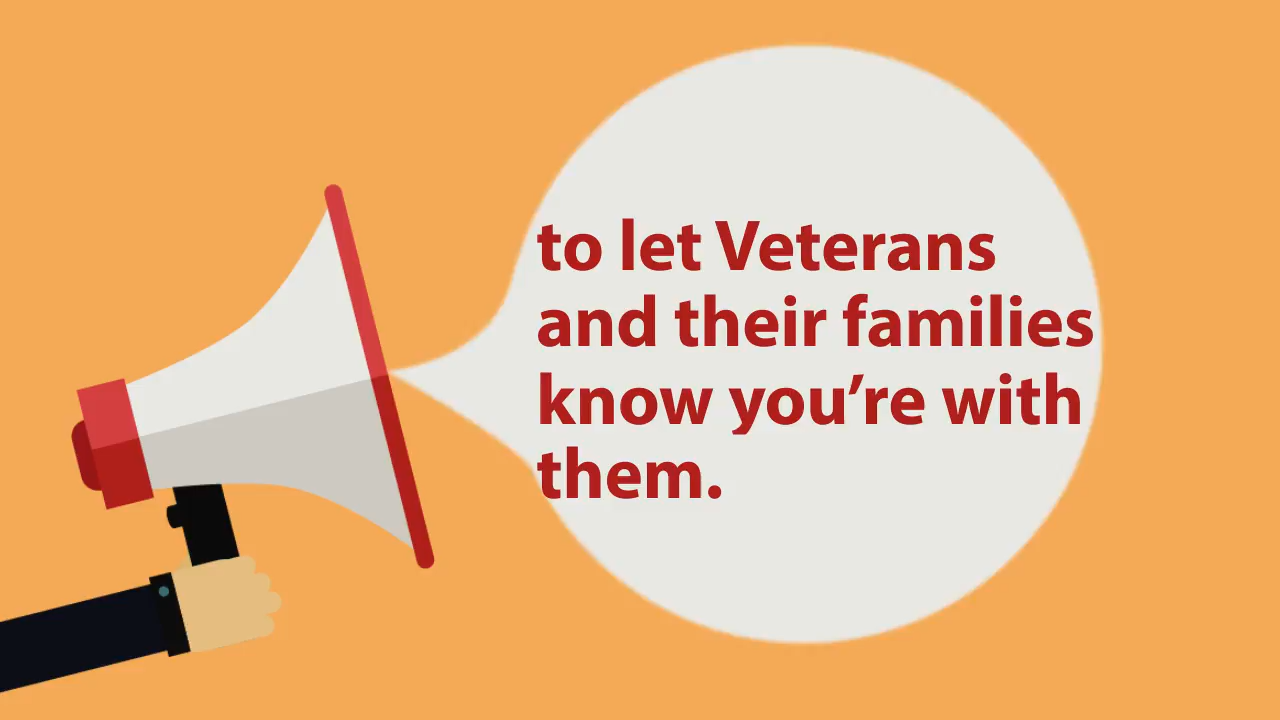 to let Veterans
and their families
know you’re with
them.